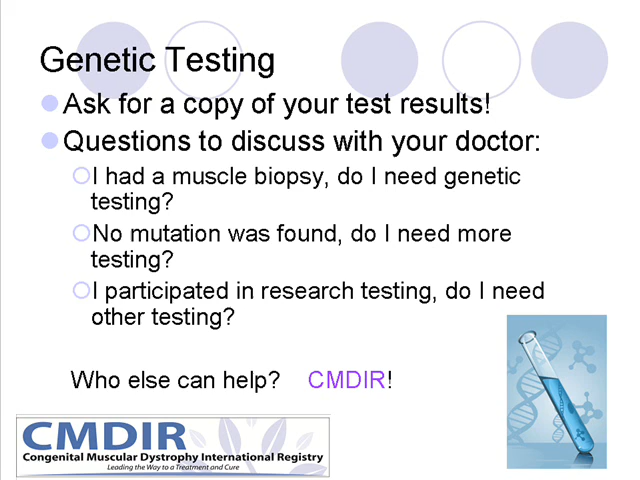 Genetic Testing
Ask for a copy of your test results!
Questions to discuss with your doctor:
I had a muscle biopsy, do I need genetic
testing?
No mutation was found, do I need more
testing?
I participated in research testing, do I need
other testing?
Who else can help? CMDIR!
CMDIR
Congenital Muscular Dystrophy International Registry
Leading the Way to a Treatment and Cure